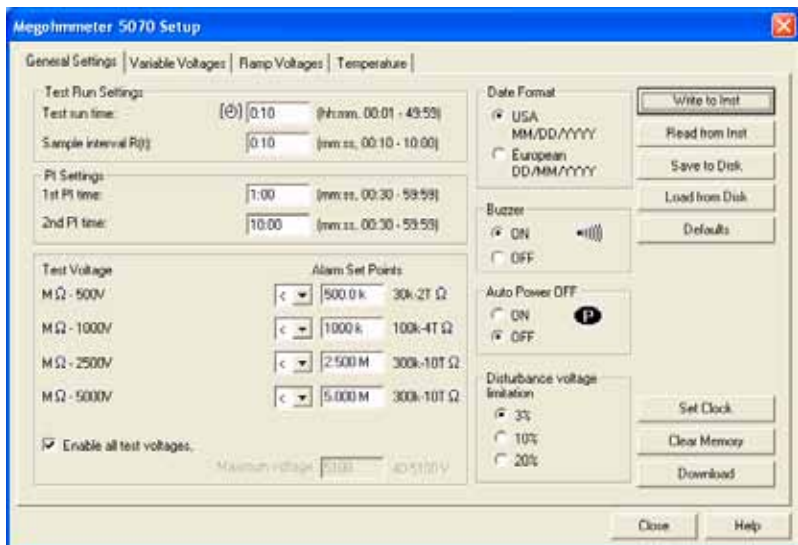 Megohmmeter 5070 Setup
General Settings Variable Voltages Ramp Voltages Temperature
Test Run Settings
Test run time: 0:10 (hh:mm, 00:01 - 49:59)
Sample interval R(t): 0:10 (mm:ss, 00:10 - 10:00)
PI Settings
1st PI time: 1:00 (mm:ss, 00:30 - 59:59)
2nd PI time: 10:00 (mm:ss, 00:30 - 59:59)
Test Voltage Alarm Set Points
MΩ - 500V < 500.0 k 30k-2T Ω
MΩ - 1000V < 1000 k 100k-4T Ω
MΩ - 2500V < 2.500 M 300k-10T Ω
MΩ - 5000V < 5.000 M 300k-10T Ω
Enable all test voltages.
Maximum voltage 5100 40-5100 V
Date Format
USA
MM/DD/YYYY
European
DD/MM/YYYY
Buzzer
ON
OFF
Auto Power OFF
ON P
OFF
Disturbance voltage
limitation
3%
10%
20%
Write to Inst
Read from Inst
Save to Disk
Load from Disk
Defaults
Set Clock
Clear Memory
Download
Close Help